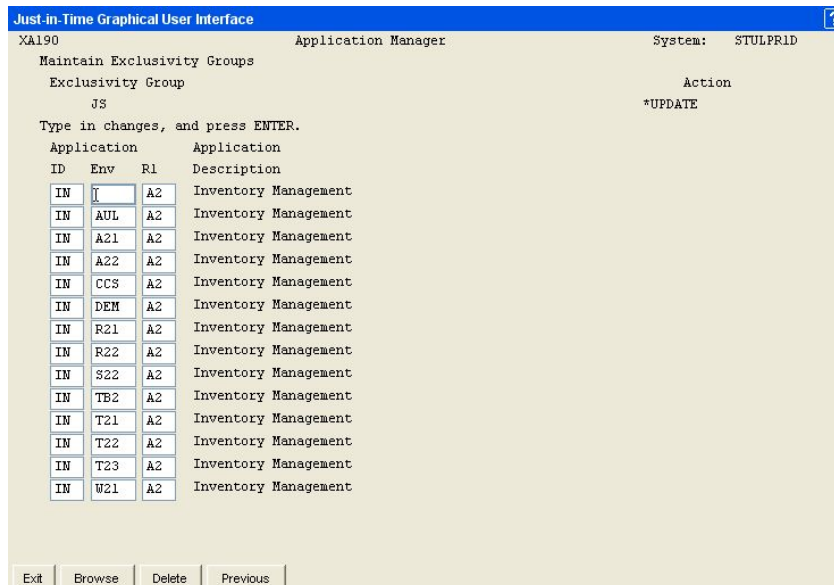 Just-in-Time Graphical User Interface ?
XA190 Application Manager System: STULPR1D
Maintain Exclusivity Groups
Exclusivity Group Action
JS *UPDATE
Type in changes, and press ENTER.
Application Application
ID Env Rl Description
IN A2 Inventory Management
IN AUL A2 Inventory Management
IN A21 A2 Inventory Management
IN A22 A2 Inventory Management
IN CCS A2 Inventory Management
IN DEM A2 Inventory Management
IN R21 A2 Inventory Management
IN R22 A2 Inventory Management
IN S22 A2 Inventory Management
IN TB2 A2 Inventory Management
IN T21 A2 Inventory Management
IN T22 A2 Inventory Management
IN T23 A2 Inventory Management
IN W21 A2 Inventory Management
Exit Browse Delete Previous